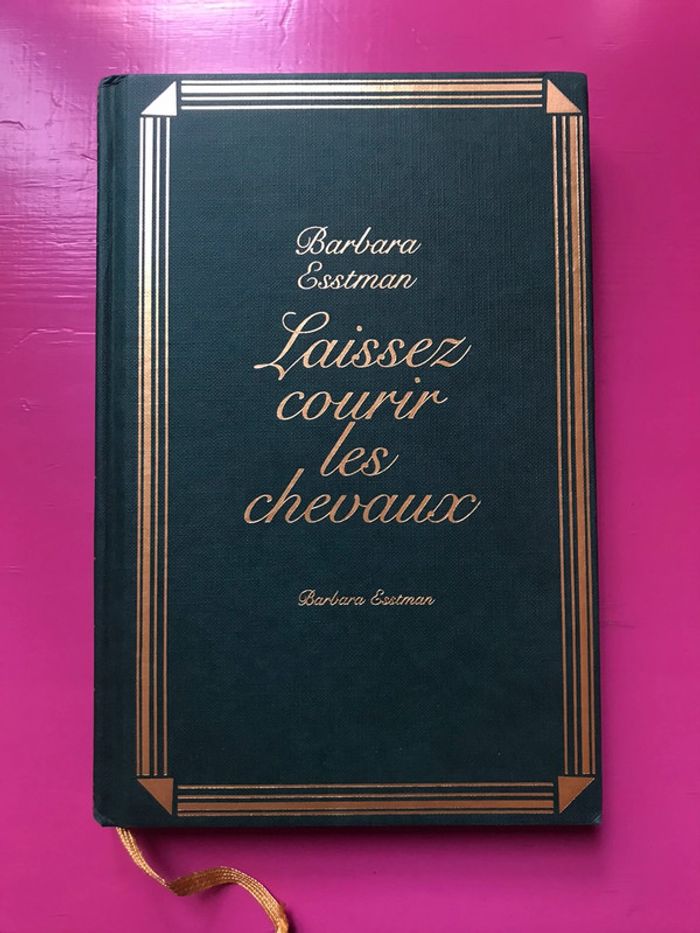 Barbara
Esstman
Laissez
courir
les
chevaux
Barbara Esstman